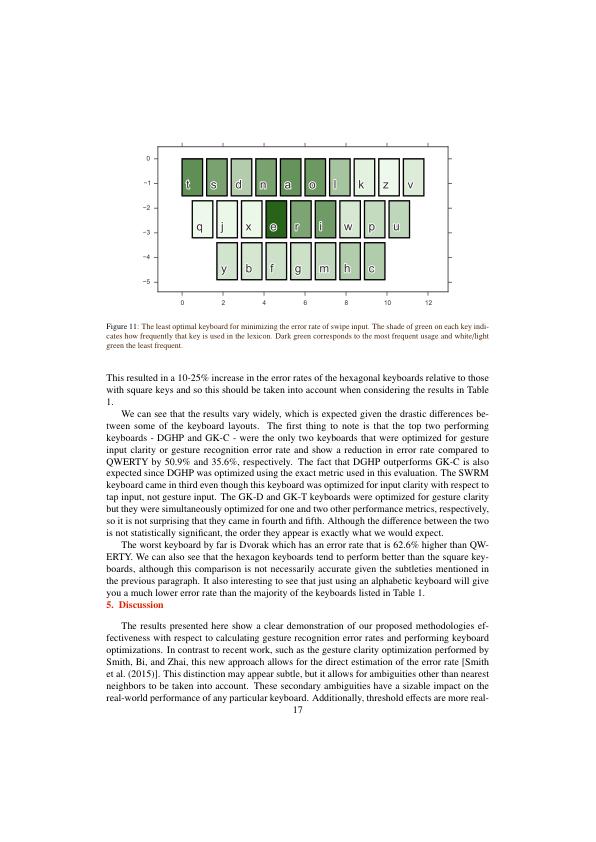 0
−1
−2
−3
−4
−5
t s d n a o l k z v
q j x e r i w p u
y b f g m h c
0 2 4 6 8 10 12
Figure 11: The least optimal keyboard for minimizing the error rate of swipe input. The shade of green on each key indi-
cates how frequently that key is used in the lexicon. Dark green corresponds to the most frequent usage and white/light
green the least frequent.
This resulted in a 10-25% increase in the error rates of the hexagonal keyboards relative to those
with square keys and so this should be taken into account when considering the results in Table
1.
We can see that the results vary widely, which is expected given the drastic differences be-
tween some of the keyboard layouts. The first thing to note is that the top two performing
keyboards - DGHP and GK-C - were the only two keyboards that were optimized for gesture
input clarity or gesture recognition error rate and show a reduction in error rate compared to
QWERTY by 50.9% and 35.6%, respectively. The fact that DGHP outperforms GK-C is also
expected since DGHP was optimized using the exact metric used in this evaluation. The SWRM
keyboard came in third even though this keyboard was optimized for input clarity with respect to
tap input, not gesture input. The GK-D and GK-T keyboards were optimized for gesture clarity
but they were simultaneously optimized for one and two other performance metrics, respectively,
so it is not surprising that they came in fourth and fifth. Although the difference between the two
is not statistically significant, the order they appear is exactly what we would expect.
The worst keyboard by far is Dvorak which has an error rate that is 62.6% higher than QW-
ERTY. We can also see that the hexagon keyboards tend to perform better than the square key-
boards, although this comparison is not necessarily accurate given the subtleties mentioned in
the previous paragraph. It also interesting to see that just using an alphabetic keyboard will give
you a much lower error rate than the majority of the keyboards listed in Table 1.
5. Discussion
The results presented here show a clear demonstration of our proposed methodologies ef-
fectiveness with respect to calculating gesture recognition error rates and performing keyboard
optimizations. In contrast to recent work, such as the gesture clarity optimization performed by
Smith, Bi, and Zhai, this new approach allows for the direct estimation of the error rate [Smith
et al. (2015)]. This distinction may appear subtle, but it allows for ambiguities other than nearest
neighbors to be taken into account. These secondary ambiguities have a sizable impact on the
real-world performance of any particular keyboard. Additionally, threshold effects are more real-
17